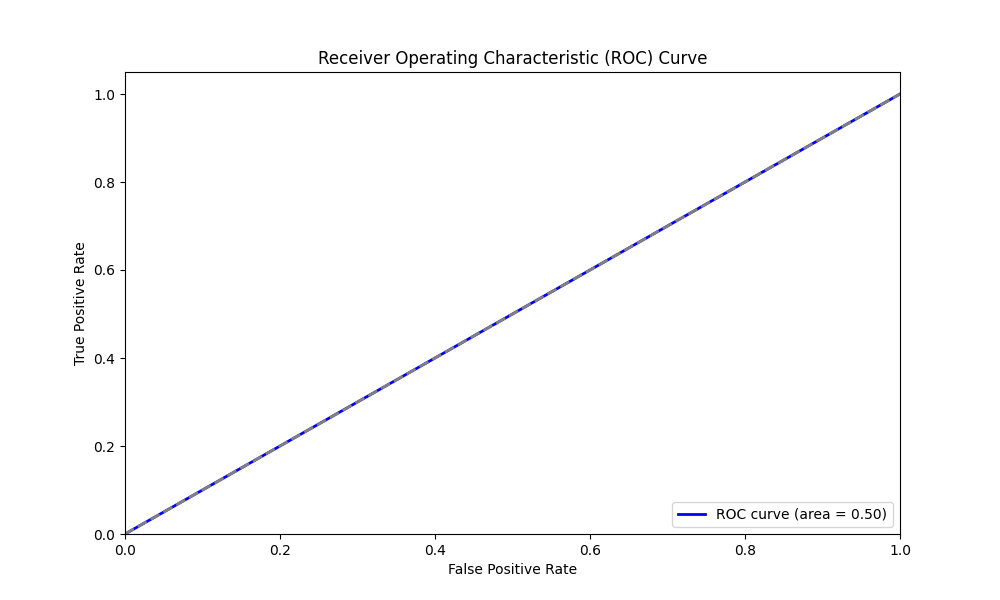 Receiver Operating Characteristic (ROC) Curve
1.0
0.8
0.6
0.4
0.2
0.0
True Positive Rate
ROC curve (area = 0.50)
0.0 0.2 0.4 0.6 0.8 1.0
False Positive Rate